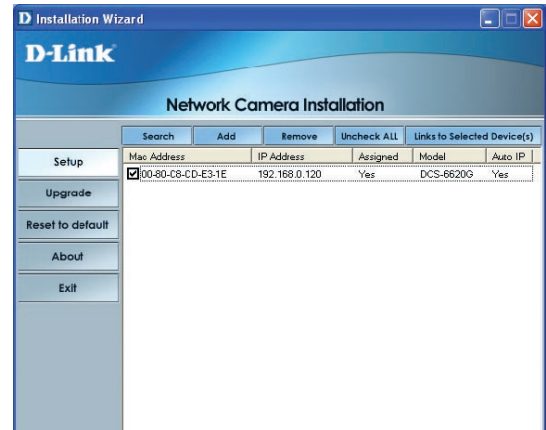 D Installation Wizard
D-Link
Network Camera Installation
Search Add Remove Uncheck ALL Links to Selected Device(s)
Mac Address IP Address Assigned Model Auto IP
00-80-C8-CD-E3-1E 192.168.0.120 Yes DCS-6620G Yes
Setup
Upgrade
Reset to default
About
Exit